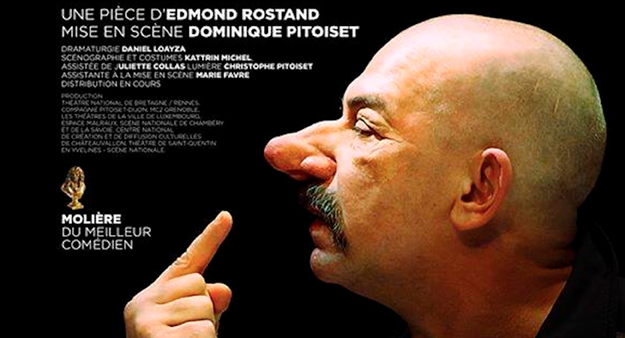 UNE PIÈCE D'EDMOND ROSTAND
MISE EN SCÈNE DOMINIQUE PITOISET
DRAMATURGIE DANIEL LOAYZA
SCÉNOGRAPHIE ET COSTUMES KATTRIN MICHEL
ASSISTÉE DE JULIETTE COLLAS LUMIÈRE CHRISTOPHE PITOISET
ASSISTANTE À LA MISE EN SCÈNE MARIE FAVRE
DISTRIBUTION EN COURS
PRODUCTION
THÉÂTRE NATIONAL DE BRETAGNE / RENNES,
COMPAGNIE PITOISET-DIJON, MC2 GRENOBLE,
LES THÉÂTRES DE LA VILLE DE LUXEMBOURG,
ESPACE MALRAUX, SCÈNE NATIONALE DE CHAMBÉRY
ET DE LA SAVOIE, CENTRE NATIONAL
DE CRÉATION ET DE DIFFUSION CULTURELLES
DE CHÂTEAUVALLON, THÉÂTRE DE SAINT-QUENTIN
EN YVELINES - SCÈNE NATIONALE.
MOLIÈRE
DU MEILLEUR
COMÉDIEN